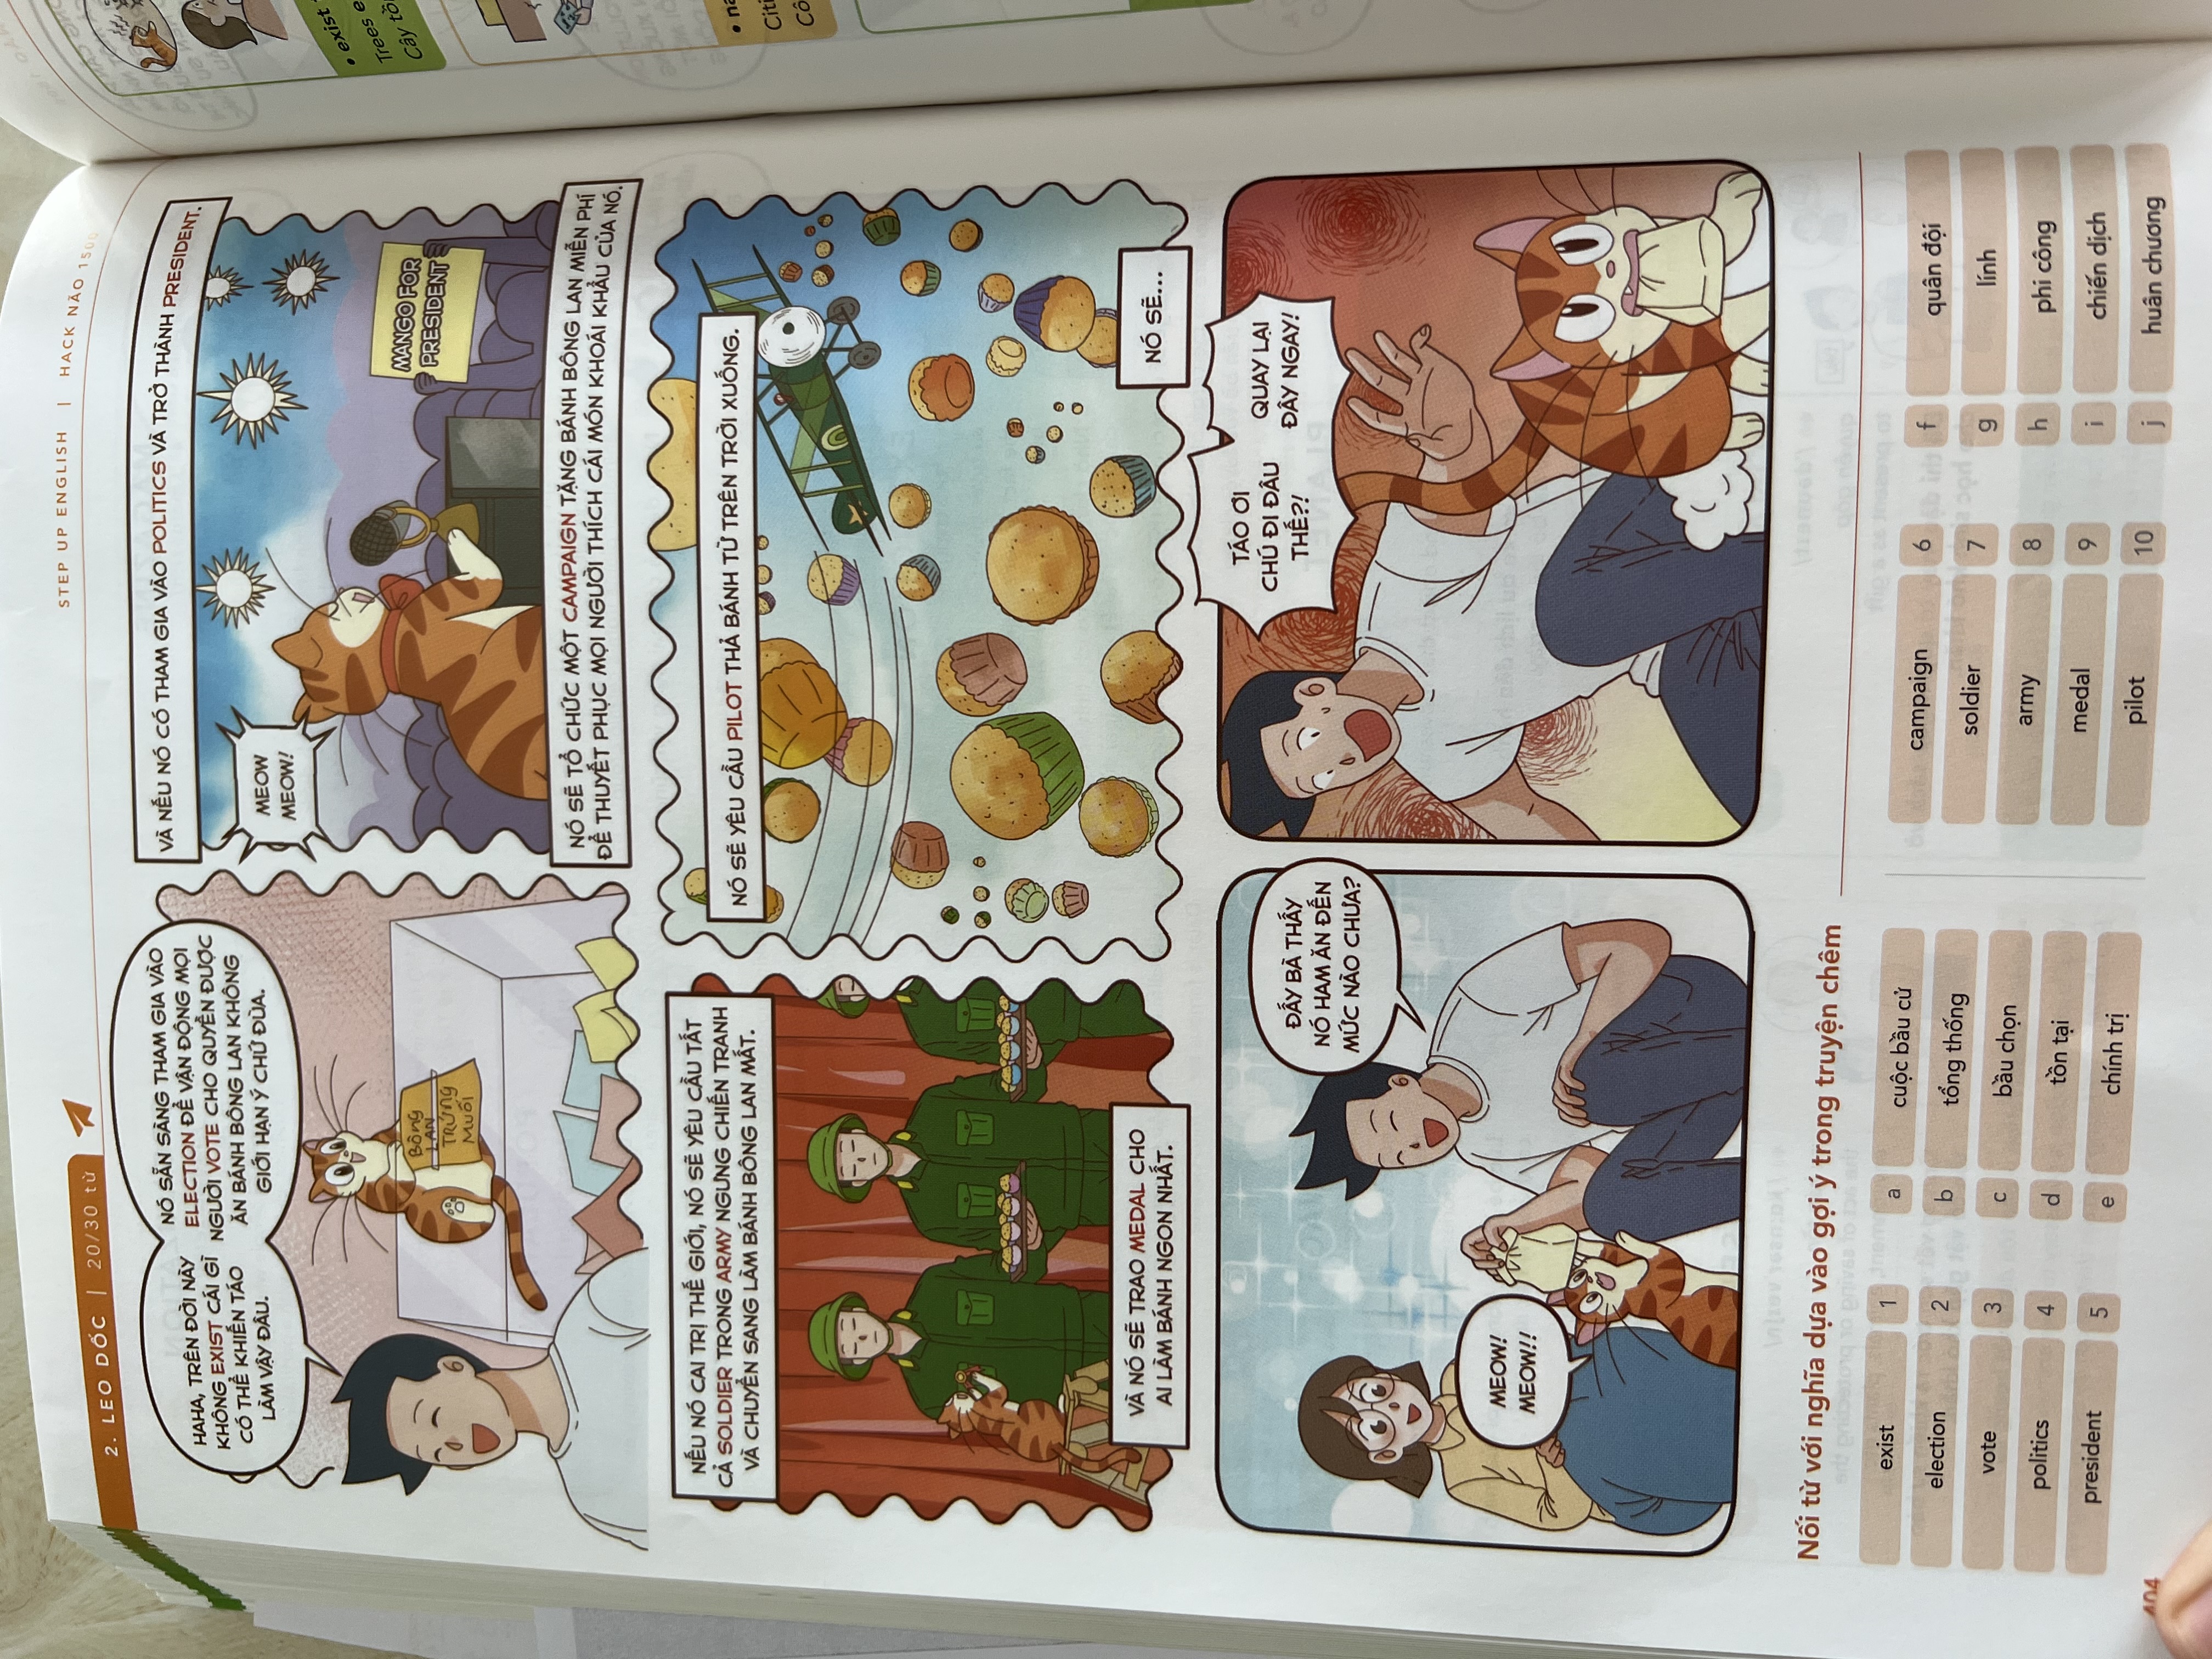 2. LEO DỐC | 20/30 từ
STEP UP ENGLISH | HACK NÃO 1500
HAHA, TRÊN ĐỜI NÀY
KHÔNG EXIST CÁI GÌ
CÓ THỂ KHIẾN TÁO
LÀM VẬY ĐÂU.
NÓ SẴN SÀNG THAM GIA VÀO
ELECTION ĐỂ VẬN ĐỘNG MỌI
NGƯỜI VOTE CHO QUYỀN ĐƯỢC
ĂN BÁNH BÔNG LAN KHÔNG
GIỚI HẠN Ý CHỨ ĐÙA.
BÔNG
LAN
TRỨNG
MUỐI
VÀ NẾU NÓ CÓ THAM GIA VÀO POLITICS VÀ TRỞ THÀNH PRESIDENT.
MEOW
MEOW!
MANGO FOR
PRESIDENT
NÓ SẼ TỔ CHỨC MỘT CAMPAIGN TẶNG BÁNH BÔNG LAN MIỄN PHÍ
ĐỂ THUYẾT PHỤC MỌI NGƯỜI THÍCH CÁI MÓN KHOÁI KHẨU CỦA NÓ.
NẾU NÓ CAI TRỊ THẾ GIỚI, NÓ SẼ YÊU CẦU TẤT
CẢ SOLDIER TRONG ARMY NGƯNG CHIẾN TRANH
VÀ CHUYỂN SANG LÀM BÁNH BÔNG LAN MẤT.
VÀ NÓ SẼ TRAO MEDAL CHO
AI LÀM BÁNH NGON NHẤT.
NÓ SẼ YÊU CẦU PILOT THẢ BÁNH TỪ TRÊN TRỜI XUỐNG.
NÓ SẼ...
ĐẤY BÀ THẤY
NÓ HAM ĂN ĐẾN
MỨC NÀO CHƯA?
MEOW!
MEOW!!
TÁO ƠI
CHÚ ĐI ĐÂU
THẾ?!
QUAY LẠI
ĐÂY NGAY!
Nối từ với nghĩa dựa vào gợi ý trong truyện chêm
exist 1 a cuộc bầu cử
election 2 b tổng thống
vote 3 c bầu chọn
politics 4 d tồn tại
president 5 e chính trị
campaign 6 f quân đội
soldier 7 g lính
army 8 h phi công
medal 9 i chiến dịch
pilot 10 j huân chương
404
• exist
Trees